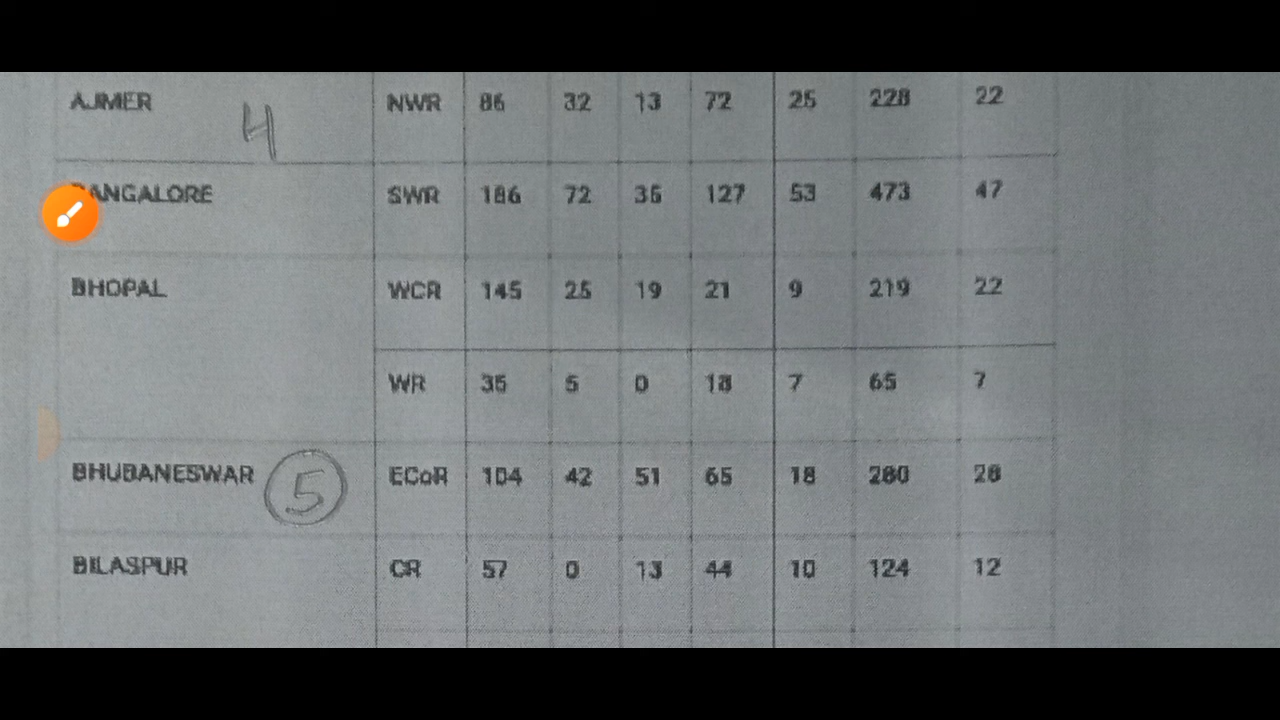 AJMER 4 NWR 86 32 13 72 25 228 22
BANGALORE SWR 186 72 35 127 53 473 47
BHOPAL WCR 145 25 19 21 9 219 22
WR 35 5 0 18 7 65 7
BHUBANESWAR 5 ECoR 104 42 51 65 18 280 28
BILASPUR CR 57 0 13 44 10 124 12